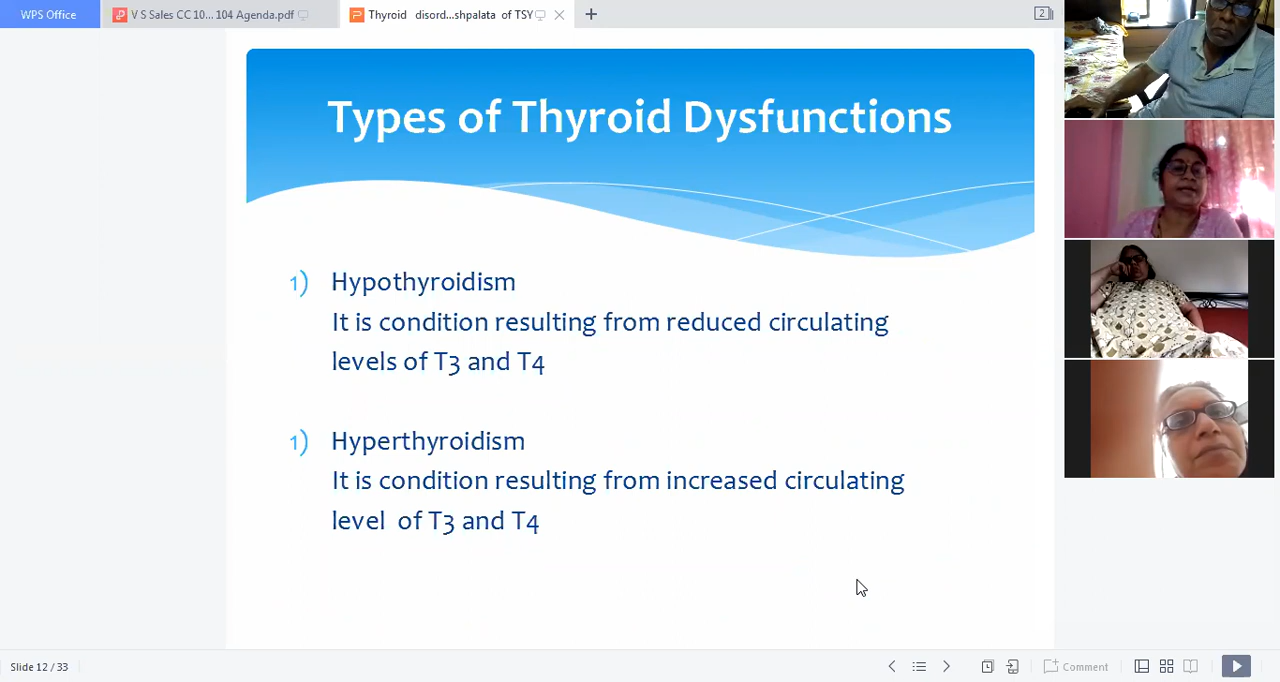 WPS Office
V S Sales CC 10... 104 Agenda.pdf
Thyroid disord...shpalata of TSY
2
Types of Thyroid Dysfunctions
1) Hypothyroidism
It is condition resulting from reduced circulating
levels of T3 and T4
1) Hyperthyroidism
It is condition resulting from increased circulating
level of T3 and T4
Slide 12 / 33
Comment